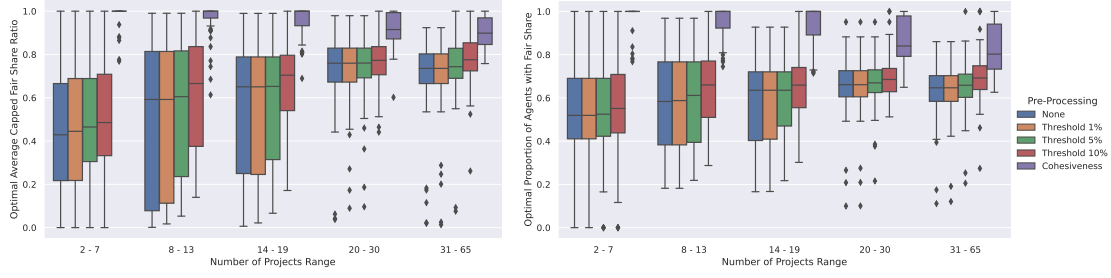 Optimal Average Capped Fair Share Ratio
1.0
0.8
0.6
0.4
0.2
0.0
2 - 7
8 - 13
14 - 19
20 - 30
31 - 65
Number of Projects Range
Optimal Proportion of Agents with Fair Share
1.0
0.8
0.6
0.4
0.2
0.0
2 - 7
8 - 13
14 - 19
20 - 30
31 - 65
Number of Projects Range
Pre-Processing
None
Threshold 1%
Threshold 5%
Threshold 10%
Cohesiveness